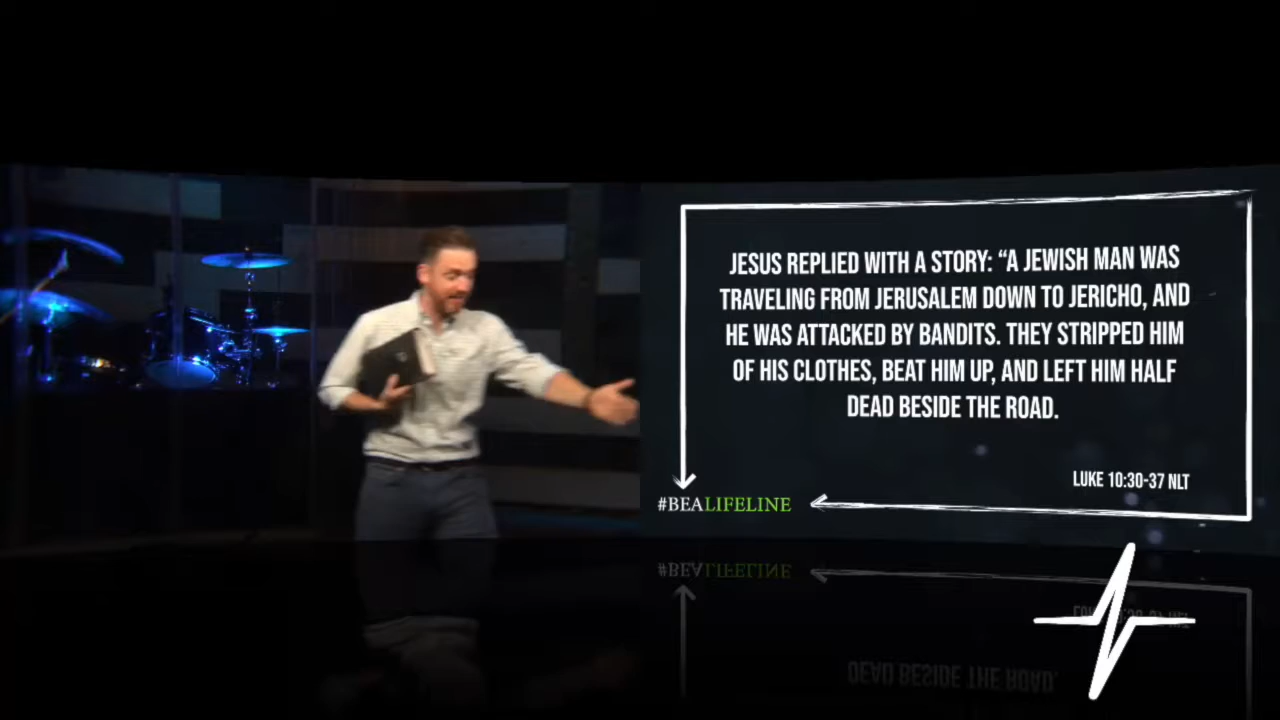 JESUS REPLIED WITH A STORY: “A JEWISH MAN WAS
TRAVELING FROM JERUSALEM DOWN TO JERICHO, AND
HE WAS ATTACKED BY BANDITS. THEY STRIPPED HIM
OF HIS CLOTHES, BEAT HIM UP, AND LEFT HIM HALF
DEAD BESIDE THE ROAD.
LUKE 10:30-37 NLT
#BEALIFELINE